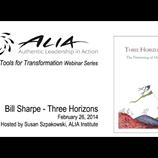 ALIA
Authentic Leadership in Action
Tools for Transformation Webinar Series
Bill Sharpe - Three Horizons
February 26, 2014
Hosted by Susan Szpakowski, ALIA Institute
THREE HORIZONS
The Patterning of H